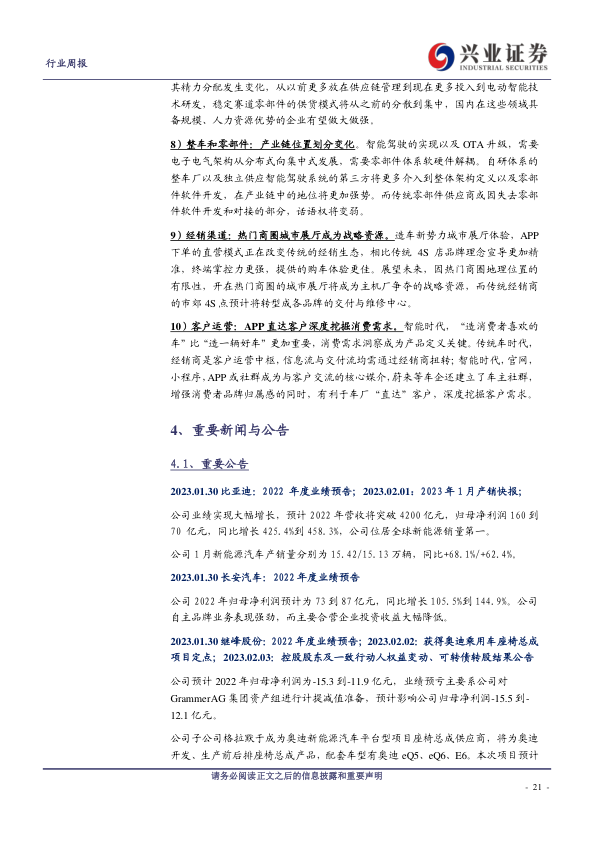 行业周报
兴业证券
INDUSTRIAL SECURITIES
其精力分配发生变化，从以前更多放在供应链管理到现在更多投入到电动智能技
术研发，稳定赛道零部件的供货模式将从之前的分散到集中，国内在这些领域具
备规模、人力资源优势的企业有望做大做强。
8）整车和零部件：产业链位置划分变化。智能驾驶的实现以及 OTA 升级，需要
电子电气架构从分布式向集中式发展，需要零部件体系软硬件解耦。自研体系的
整车厂以及独立供应智能驾驶系统的第三方将更多介入到整体架构定义以及零部
件软件开发，在产业链中的地位将更加强势。而传统零部件供应商或因失去零部
件软件开发和对接的部分，话语权将变弱。
9）经销渠道：热门商圈城市展厅成为战略资源。造车新势力城市展厅体验，APP
下单的直营模式正在改变传统的经销生态，相比传统 4S 店品牌理念宣导更加精
准，终端掌控力更强，提供的购车体验更佳。展望未来，因热门商圈地理位置的
有限性，开在热门商圈的城市展厅将成为主机厂争夺的战略资源，而传统经销商
的市郊 4S 点预计将转型成各品牌的交付与维修中心。
10）客户运营：APP 直达客户深度挖掘消费需求。智能时代，“造消费者喜欢的
车”比“造一辆好车”更加重要，消费需求洞察成为产品定义关键。传统车时代，
经销商是客户运营中枢，信息流与交付流均需通过经销商扭转；智能时代，官网，
小程序，APP 或社群成为与客户交流的核心媒介，蔚来等车企还建立了车主社群，
增强消费者品牌归属感的同时，有利于车厂“直达”客户，深度挖掘客户需求。
4、重要新闻与公告
4.1、重要公告
2023.01.30 比亚迪：2022 年度业绩预告；2023.02.01：2023 年 1 月产销快报；
公司业绩实现大幅增长，预计 2022 年营收将突破 4200 亿元，归母净利润 160 到
70 亿元，同比增长 425.4%到 458.3%，公司位居全球新能源销量第一。
公司 1 月新能源汽车产销量分别为 15.42/15.13 万辆，同比+68.1%/+62.4%。
2023.01.30 长安汽车：2022 年度业绩预告
公司 2022 年归母净利润预计为 73 到 87 亿元，同比增长 105.5%到 144.9%。公司
自主品牌业务表现强劲，而主要合营企业投资收益大幅降低。
2023.01.30 继峰股份：2022 年度业绩预告；2023.02.02：获得奥迪乘用车座椅总成
项目定点；2023.02.03：控股股东及一致行动人权益变动、可转债转股结果公告
公司预计 2022 年归母净利润为-15.3 到-11.9 亿元，业绩预亏主要系公司对
GrammerAG 集团资产组进行计提减值准备，预计影响公司归母净利润-15.5 到-
12.1 亿元。
公司子公司格拉默于成为奥迪新能源汽车平台型项目座椅总成供应商，将为奥迪
开发、生产前后排座椅总成产品，配套车型有奥迪 eQ5、eQ6、E6。本次项目预计
请务必阅读正文之后的信息披露和重要声明
- 21 -